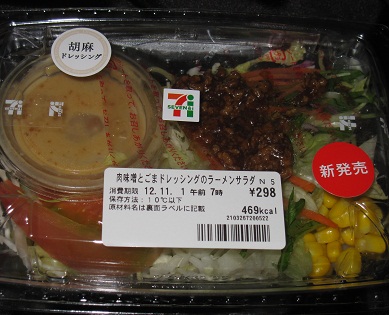 胡麻
ドレッシング
7
SEVEN ELEVEN
新発売
肉味噌とごまドレッシングのラーメンサラダ N5
消費期限 12.11. 1 午前 7時 ¥298
保存方法：10℃以下
原材料名は裏面ラベルに記載 469kcal
2103267200522